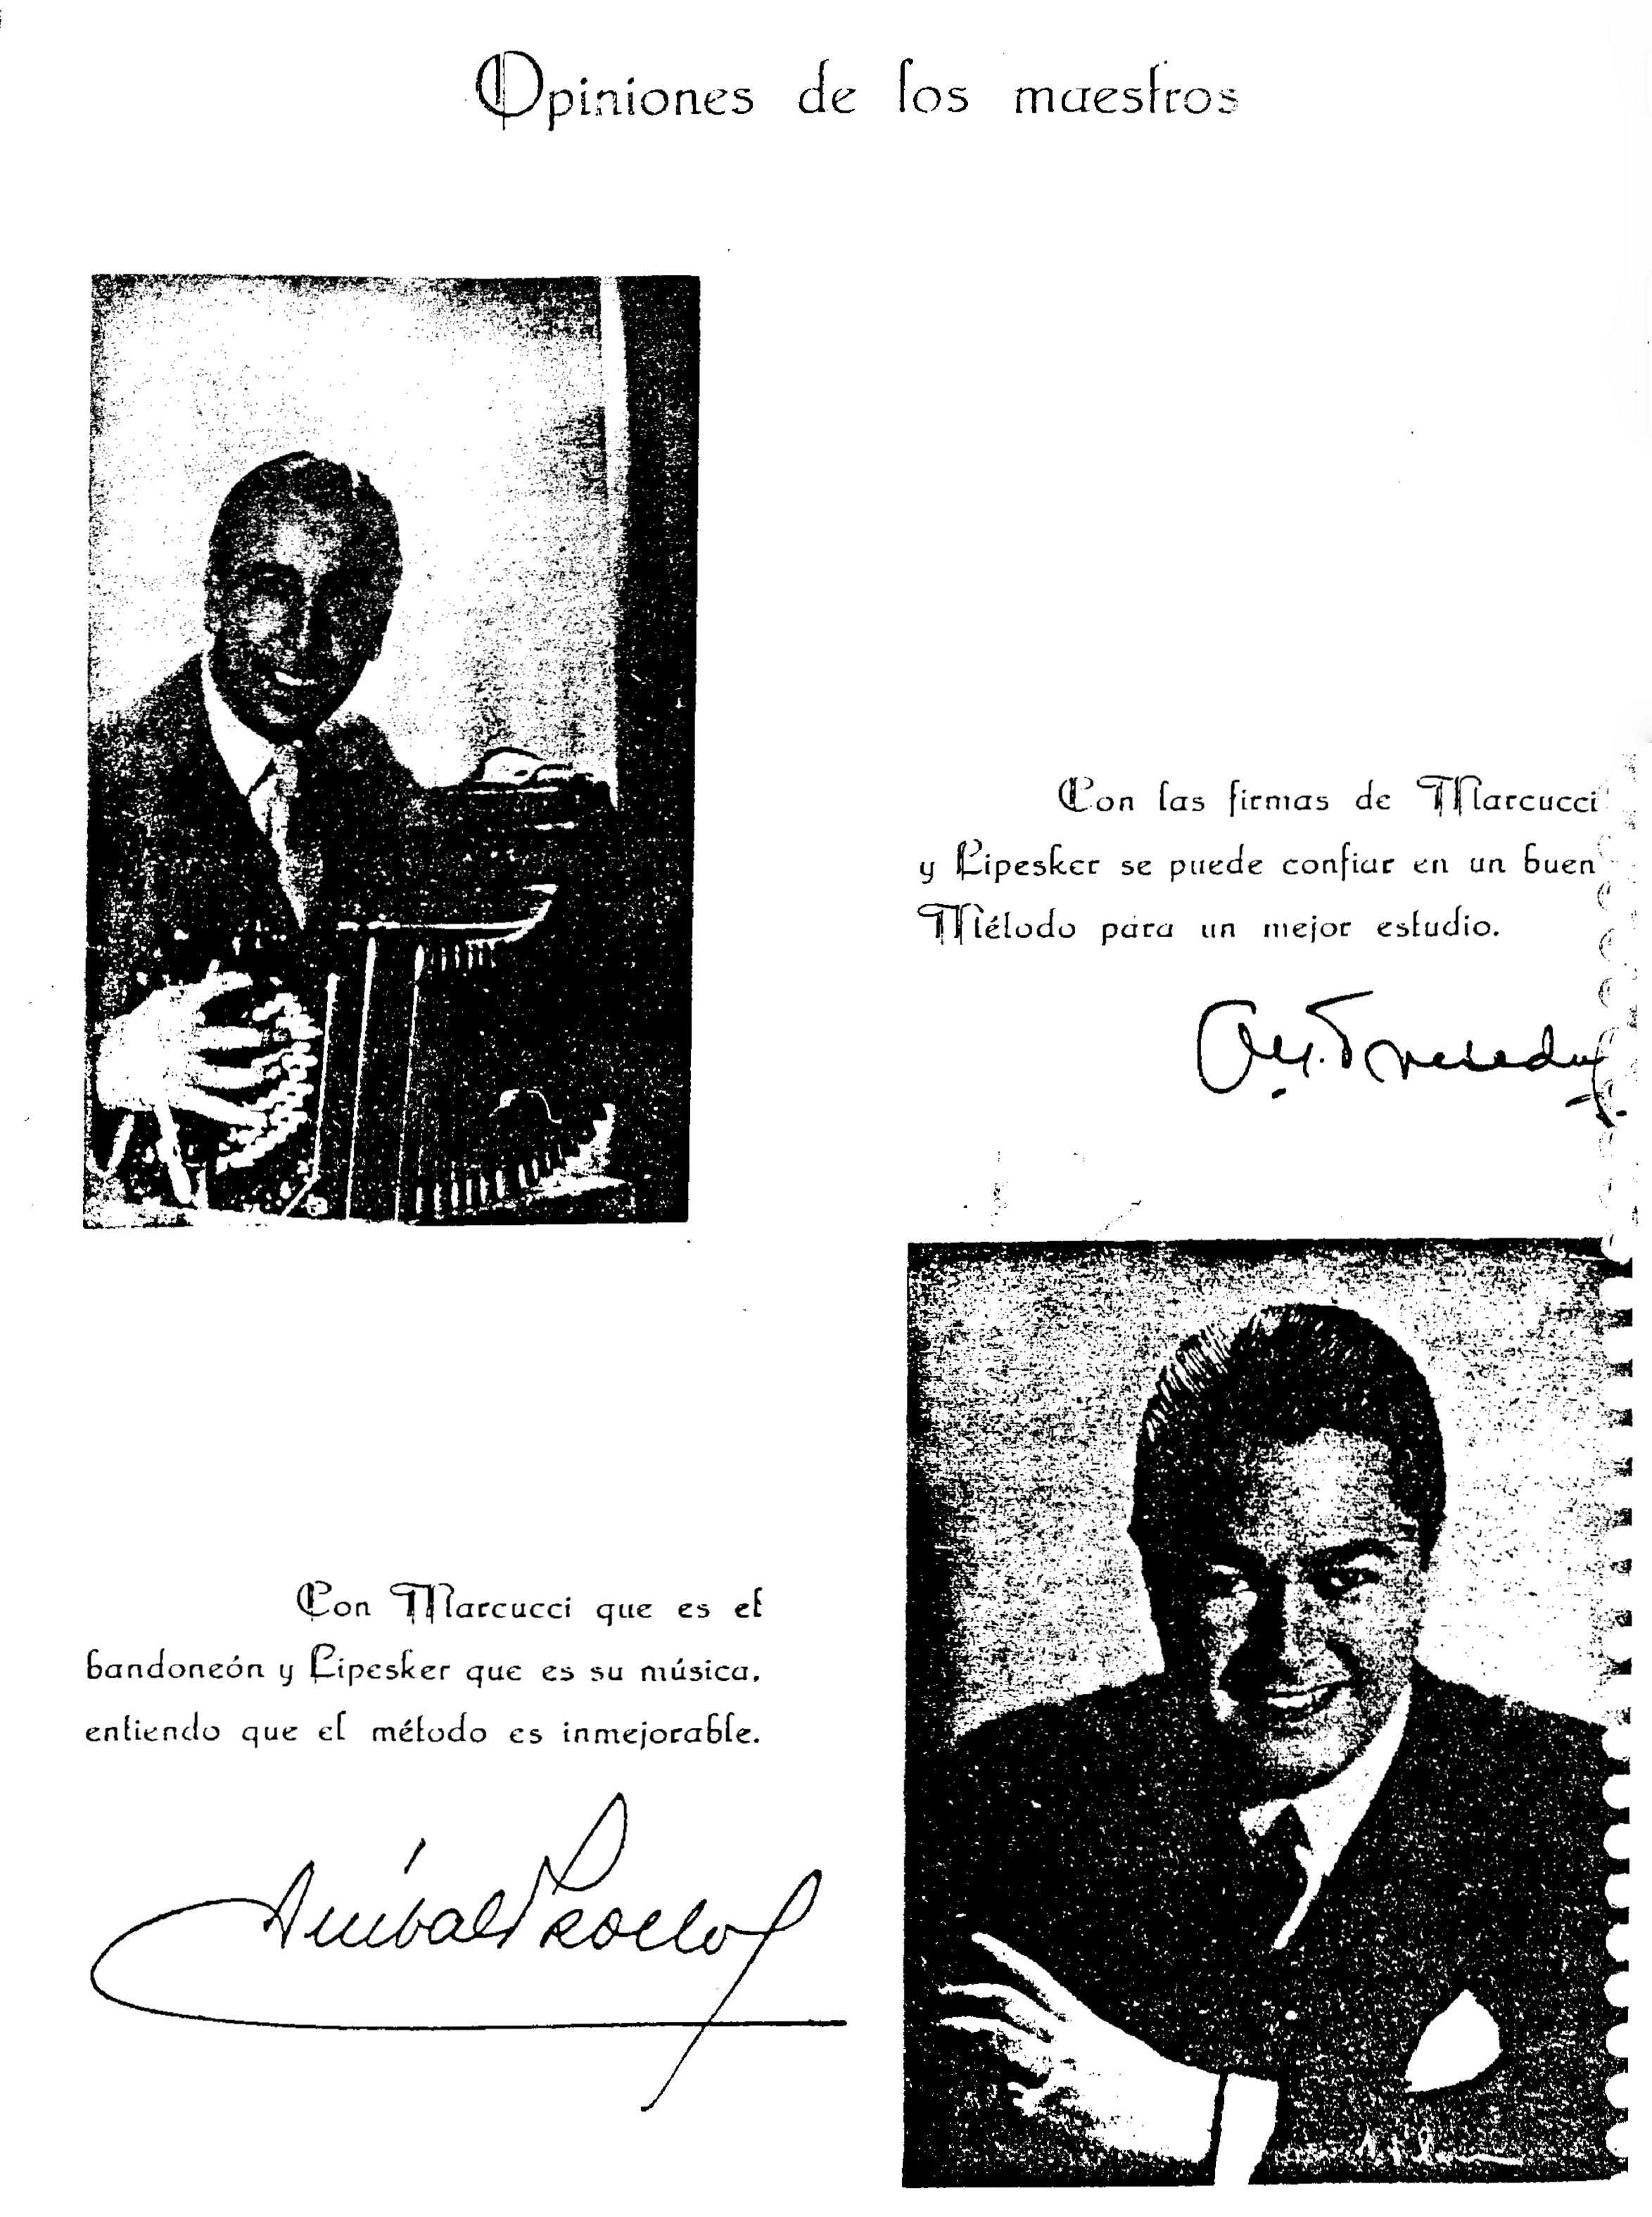 Opiniones de los maestros
Con las firmas de Marcucci
y Lipesker se puede confiar en un buen
Método para un mejor estudio.
Con Marcucci que es el
bandoneón y Lipesker que es su música,
entiendo que el método es inmejorable.
Aníbal Troilo